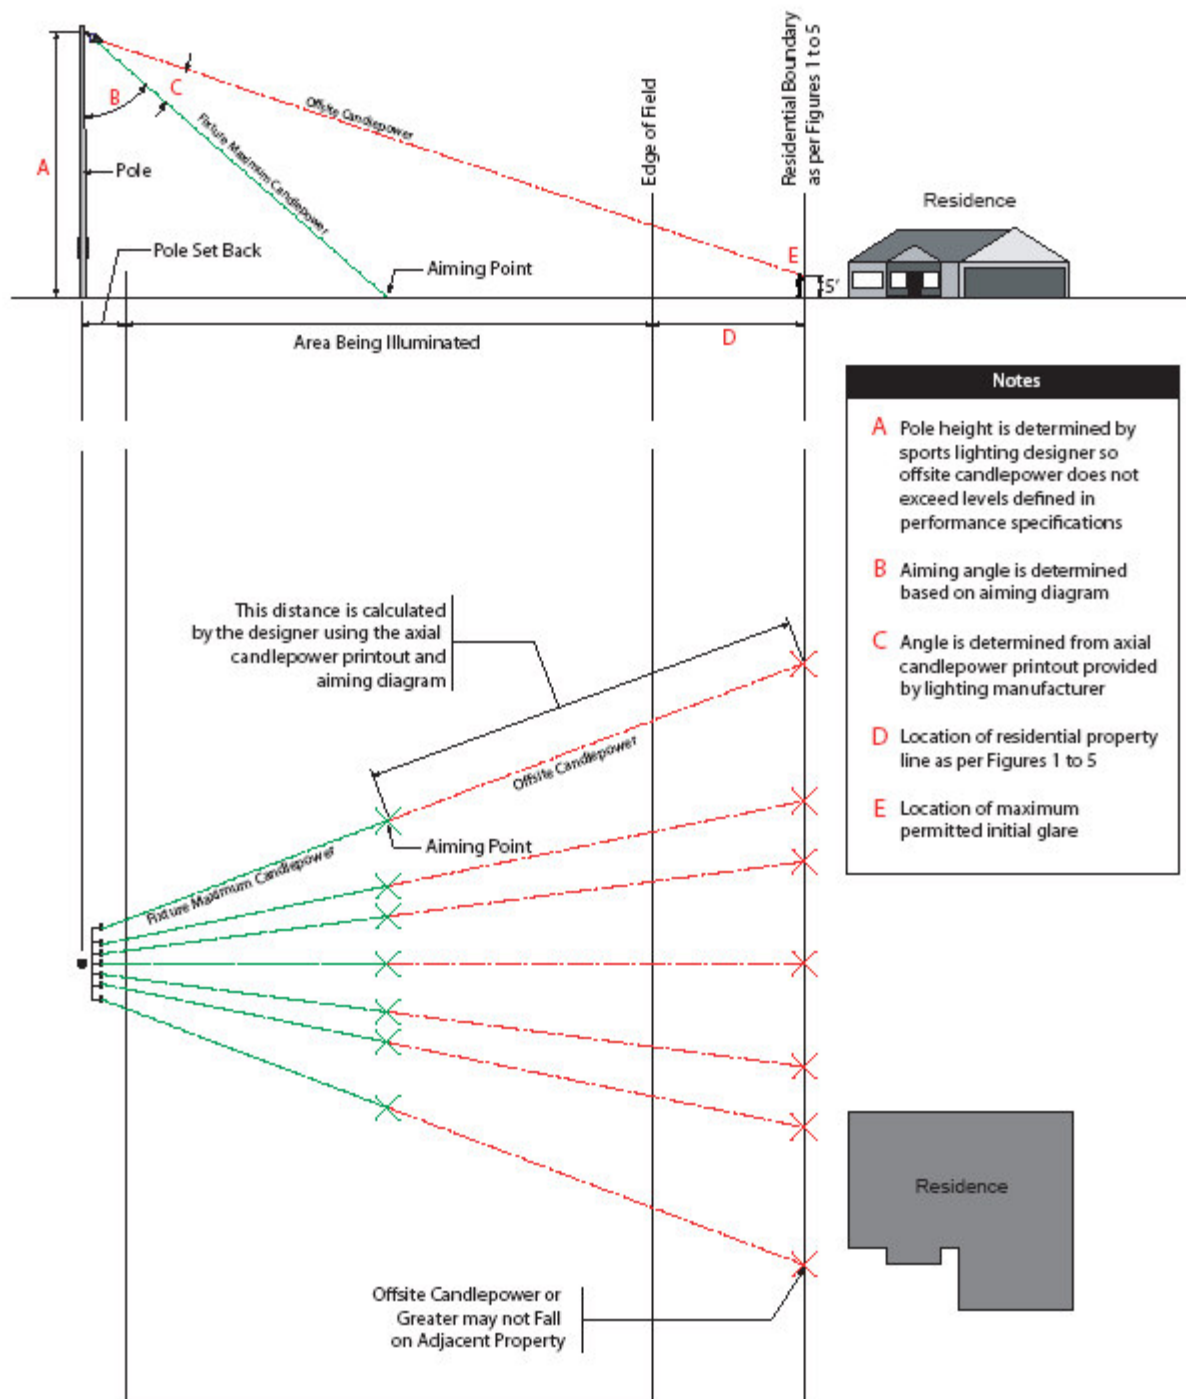 A
B
C
Pole
Offsite Candlepower
Fixture Maximum Candlepower
Edge of Field
Residential Boundary
as per Figures 1 to 5
Residence
Pole Set Back
Aiming Point
E
5'
Area Being Illuminated
D
Notes
A Pole height is determined by
sports lighting designer so
offsite candlepower does not
exceed levels defined in
performance specifications
B Aiming angle is determined
based on aiming diagram
C Angle is determined from axial
candlepower printout provided
by lighting manufacturer
D Location of residential property
line as per Figures 1 to 5
E Location of maximum
permitted initial glare
This distance is calculated
by the designer using the axial
candlepower printout and
aiming diagram
Offsite Candlepower
Aiming Point
Fixture Maximum Candlepower
Residence
Offsite Candlepower or
Greater may not Fall
on Adjacent Property